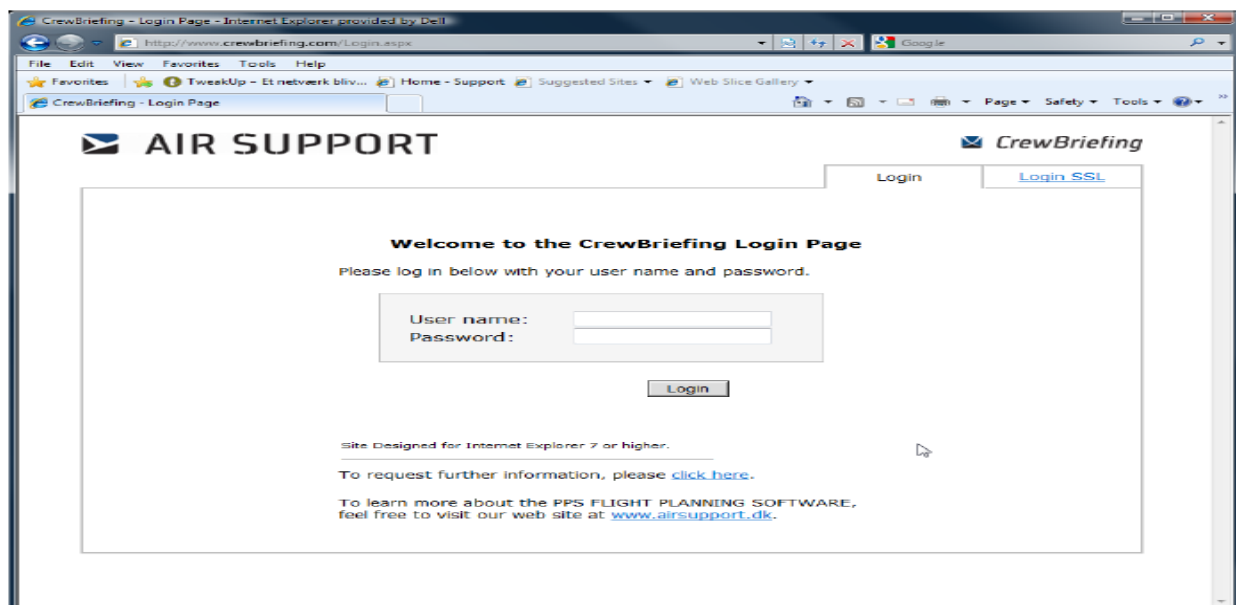 CrewBriefing - Login Page - Internet Explorer provided by Dell
http://www.crewbriefing.com/Login.aspx
Google
File Edit View Favorites Tools Help
Favorites TweakUp - Et netværk bliv... Home - Support Suggested Sites Web Slice Gallery
CrewBriefing - Login Page
Page Safety Tools
AIR SUPPORT
CrewBriefing
Login
Login SSL
Welcome to the CrewBriefing Login Page
Please log in below with your user name and password.
User name:
Password:
Login
Site Designed for Internet Explorer 7 or higher.
To request further information, please click here.
To learn more about the PPS FLIGHT PLANNING SOFTWARE,
feel free to visit our web site at www.airsupport.dk.